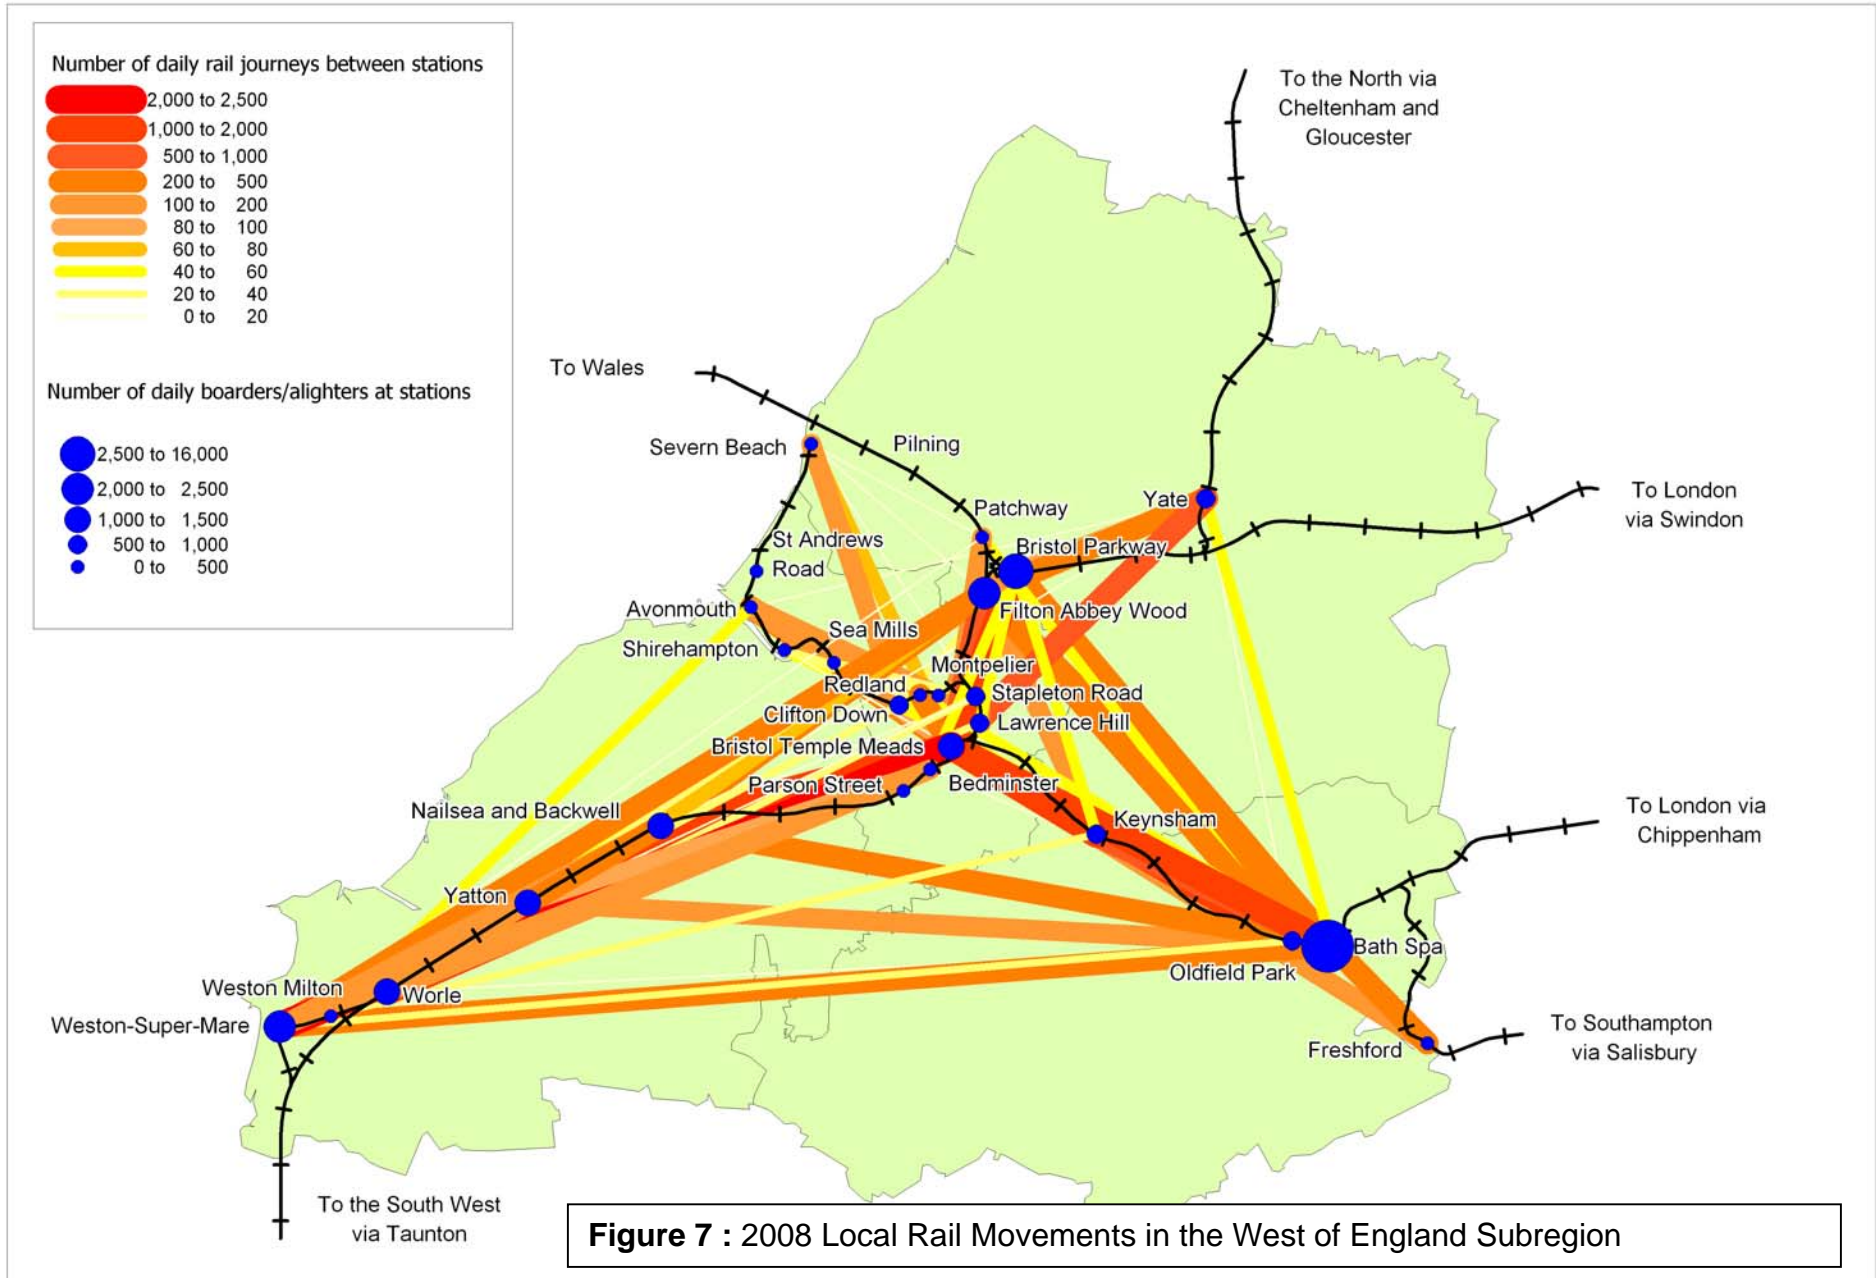 Number of daily rail journeys between stations
2,000 to 2,500
1,000 to 2,000
500 to 1,000
200 to 500
100 to 200
80 to 100
60 to 80
40 to 60
20 to 40
0 to 20
Number of daily boarders/alighters at stations
2,500 to 16,000
2,000 to 2,500
1,000 to 1,500
500 to 1,000
0 to 500
To the North via
Cheltenham and
Gloucester
To Wales
Severn Beach
Pilning
Patchway
Yate
To London
via Swindon
St Andrews
Road
Bristol Parkway
Avonmouth
Filton Abbey Wood
Shirehampton
Sea Mills
Montpelier
Redland
Stapleton Road
Clifton Down
Lawrence Hill
Bristol Temple Meads
Parson Street
Bedminster
Nailsea and Backwell
Keynsham
To London via
Chippenham
Yatton
Bath Spa
Oldfield Park
Weston Milton
Worle
Weston-Super-Mare
Freshford
To Southampton
via Salisbury
To the South West
via Taunton
Figure 7 : 2008 Local Rail Movements in the West of England Subregion